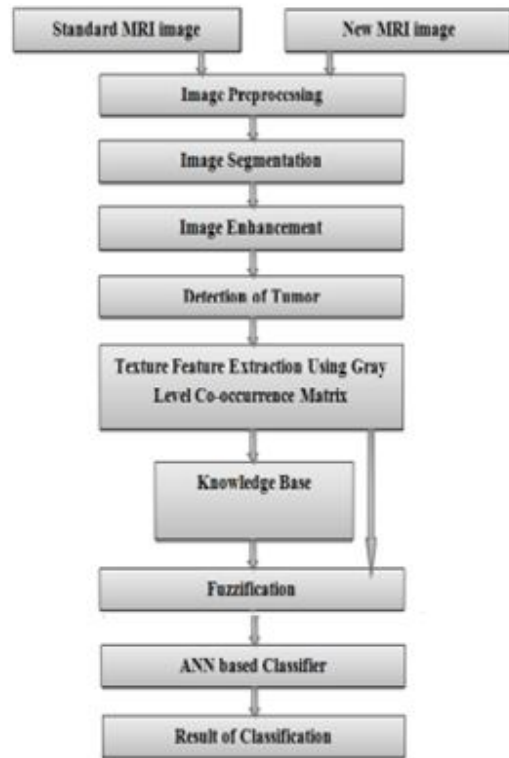 Standard MRI image
New MRI image
Image Preprocessing
Image Segmentation
Image Enhancement
Detection of Tumor
Texture Feature Extraction Using Gray
Level Co-occurrence Matrix
Knowledge Base
Fuzzification
ANN based Classifier
Result of Classification